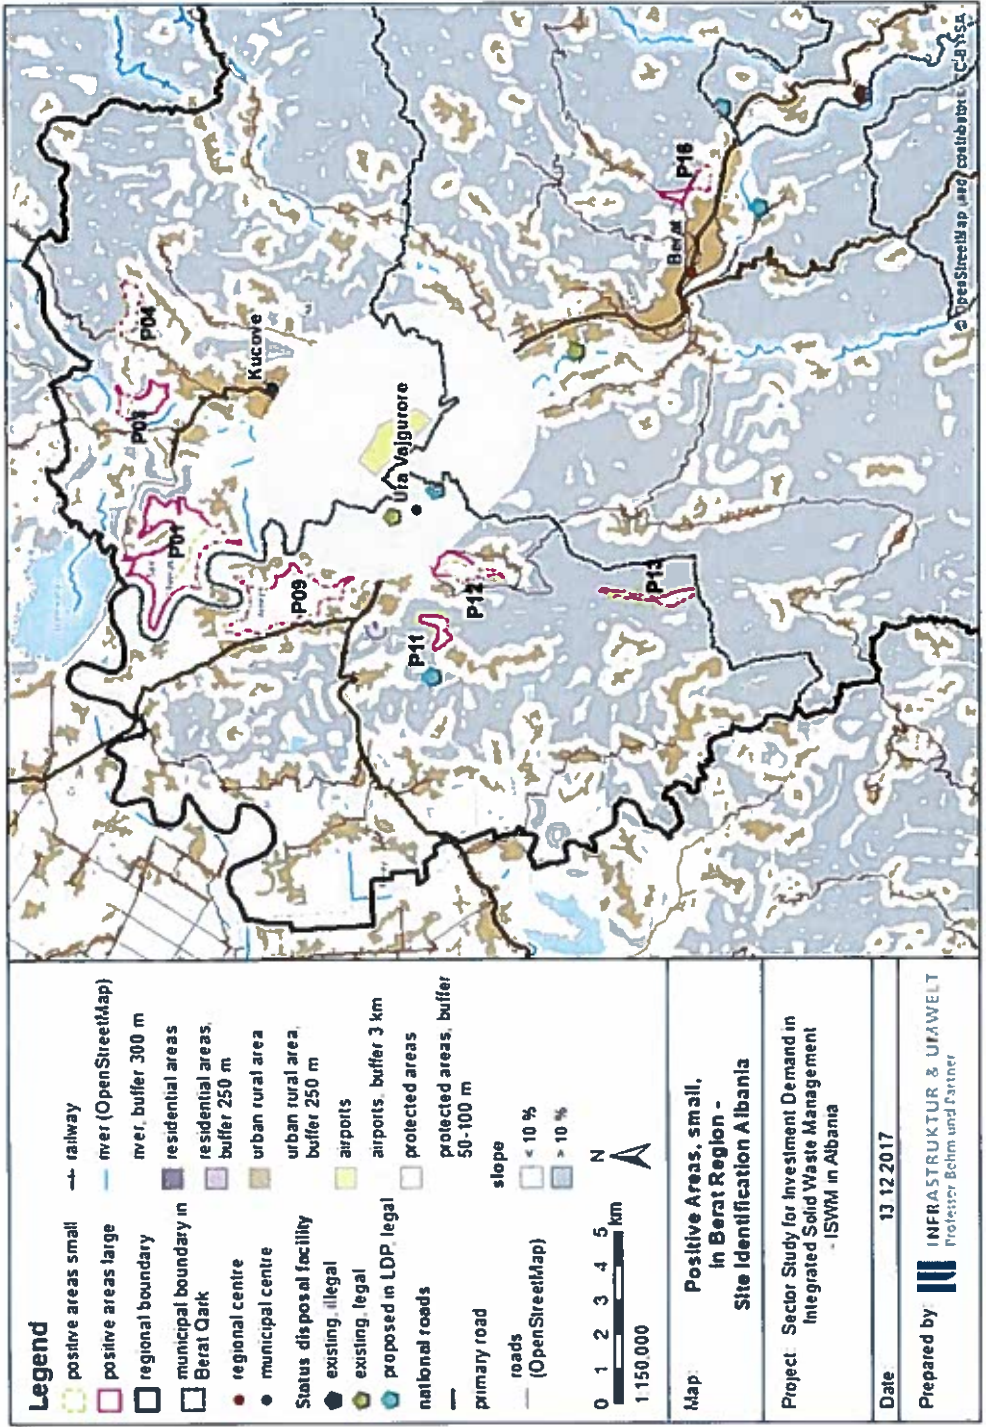 Legend
positive areas small
positive areas large
regional boundary
municipal boundary in
Berat Qark
regional centre
municipal centre
Status disposal facility
existing, illegal
existing, legal
proposed in LDP, legal
national roads
primary road
roads
(OpenStreetMap)
railway
river (OpenStreetMap)
river, buffer 300 m
residential areas
residential areas,
buffer 250 m
urban rural area
urban rural area,
buffer 250 m
airports
airports, buffer 3 km
protected areas
protected areas, buffer
50-100 m
slope
< 10 %
> 10 %
N
0 1 2 3 4 5
km
1:150.000
Map: Positive Areas, small,
in Berat Region -
Site Identification Albania
Project: Sector Study for Investment Demand in
Integrated Solid Waste Management
- ISWM in Albania
Date: 13.12.2017
Prepared by: INFRASTRUKTUR & UMWELT
Professor Böhm und Partner
P01
P03
P04
Kucove
P09
Ura Vajgurore
P11
P12
P13
Berat
P16
© OpenStreetMap (and) contributors, CC-BY-SA